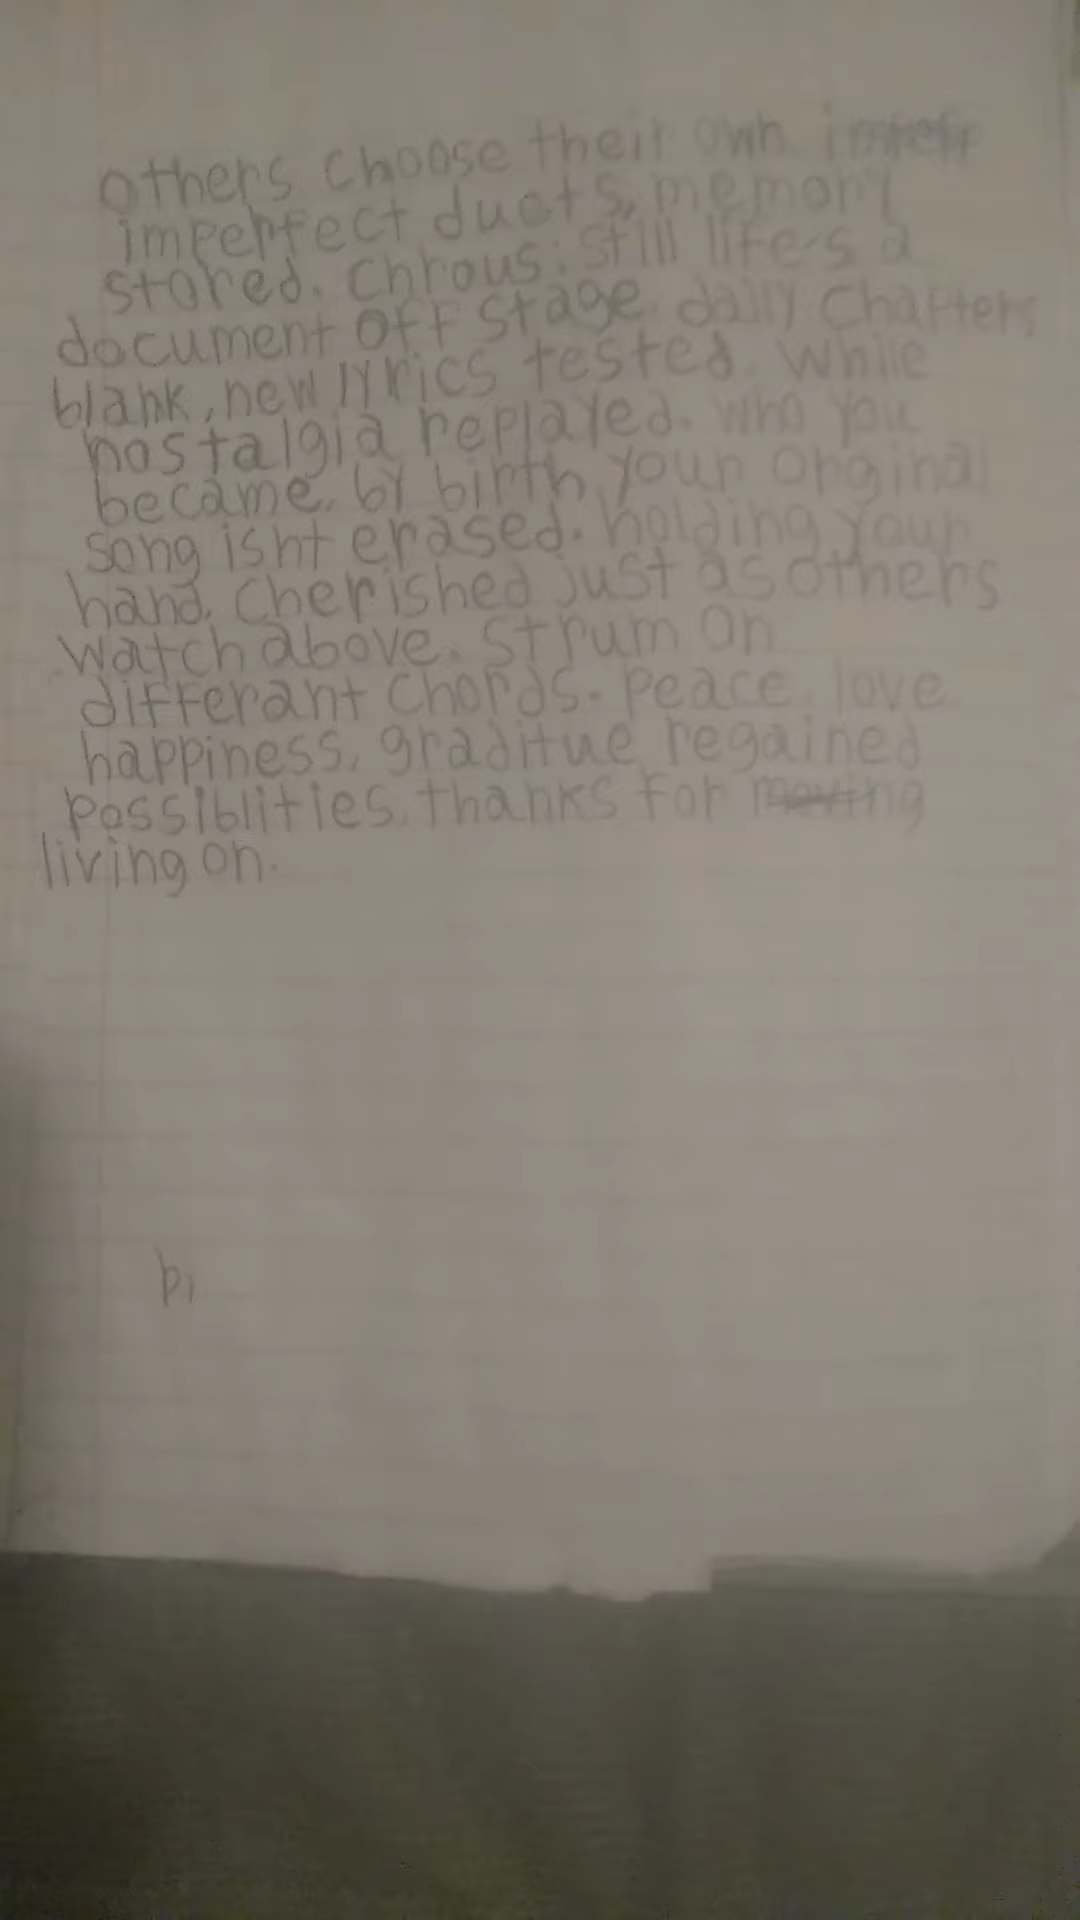 others choose their own
imperfect duots, memory
stored. Chrous: still life's a
document off stage. daily Chapters
blank, new lyrics tested. While
nostalgia replayed. who you
became. by birth, your orginal
song isnt erased. holding your
hand. Cherished just as others
watch above. Strum on
differant Chords. peace. love
happiness, graditue regained
possiblities. thanks for
living on.